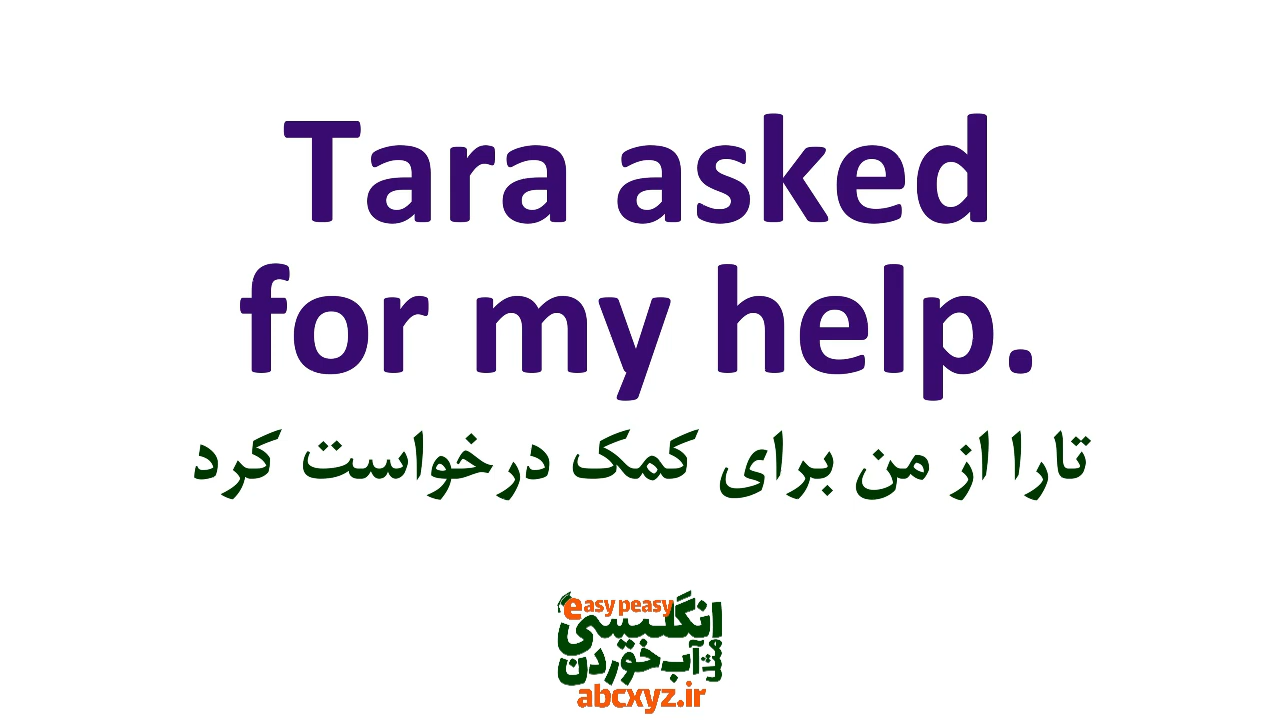 Tara asked
for my help.
تارا از من برای کمک درخواست کرد
easy peasy
انگلیسی
مثل آب خوردن
abcxyz.ir